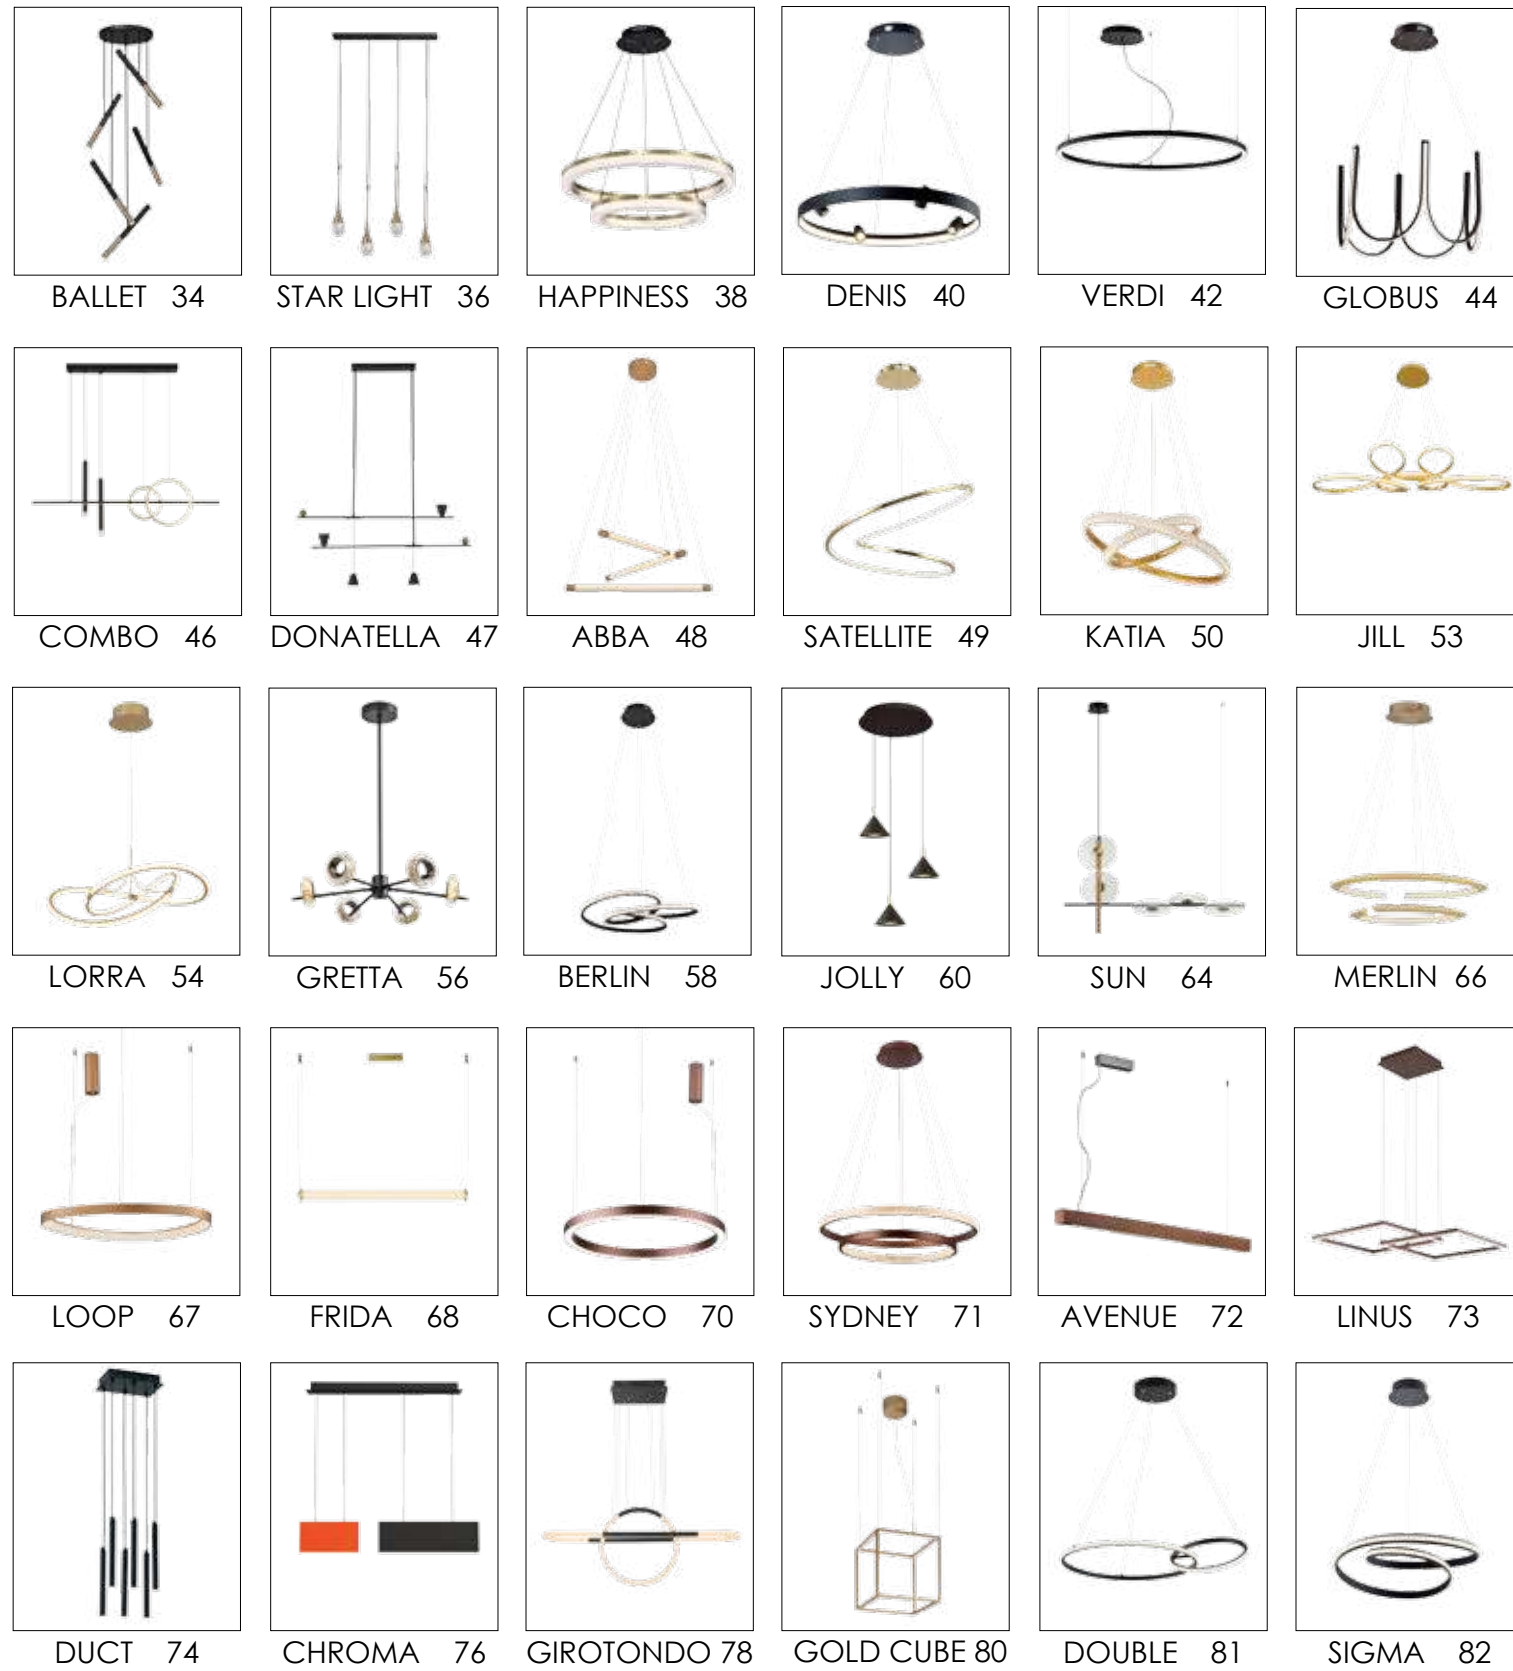 BALLET 34
STAR LIGHT 36
HAPPINESS 38
DENIS 40
VERDI 42
GLOBUS 44
COMBO 46
DONATELLA 47
ABBA 48
SATELLITE 49
KATIA 50
JILL 53
LORRA 54
GRETTA 56
BERLIN 58
JOLLY 60
SUN 64
MERLIN 66
LOOP 67
FRIDA 68
CHOCO 70
SYDNEY 71
AVENUE 72
LINUS 73
DUCT 74
CHROMA 76
GIROTONDO 78
GOLD CUBE 80
DOUBLE 81
SIGMA 82